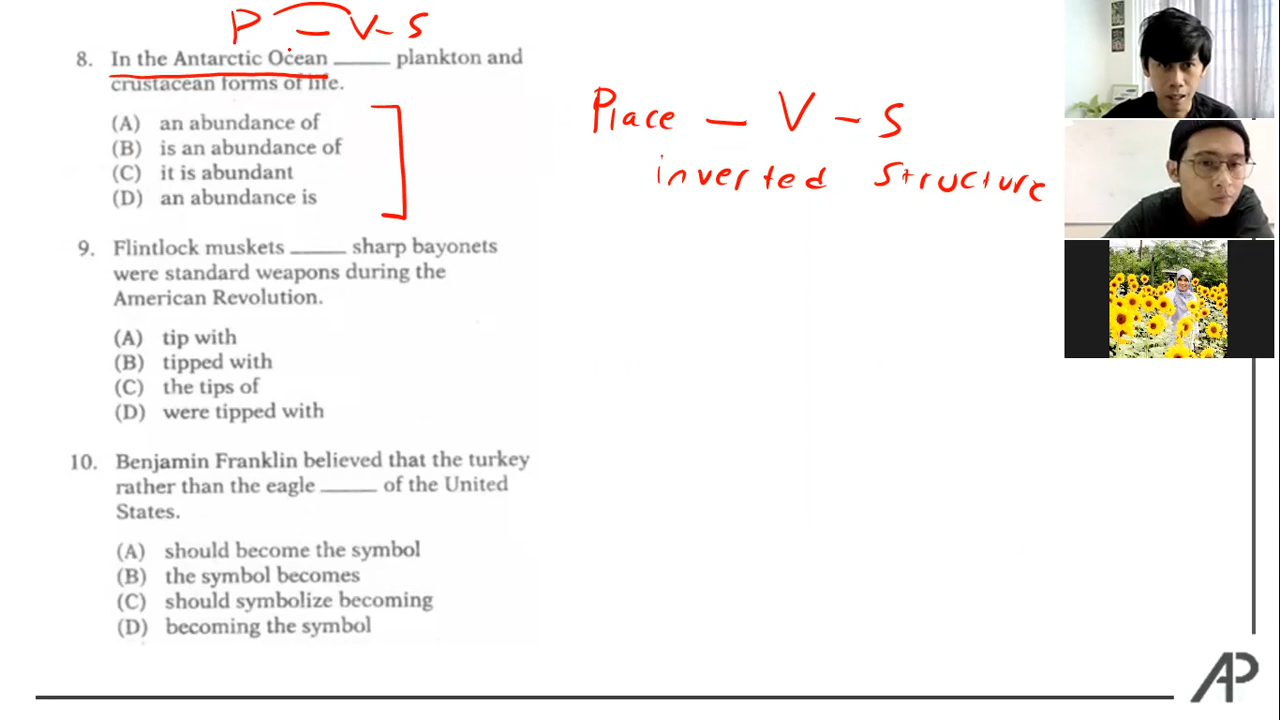 P — V - S
8. In the Antarctic Ocean _____ plankton and
crustacean forms of life.
(A) an abundance of
(B) is an abundance of
(C) it is abundant
(D) an abundance is
Place — V - S
inverted structure
9. Flintlock muskets _____ sharp bayonets
were standard weapons during the
American Revolution.
(A) tip with
(B) tipped with
(C) the tips of
(D) were tipped with
10. Benjamin Franklin believed that the turkey
rather than the eagle _____ of the United
States.
(A) should become the symbol
(B) the symbol becomes
(C) should symbolize becoming
(D) becoming the symbol
AP